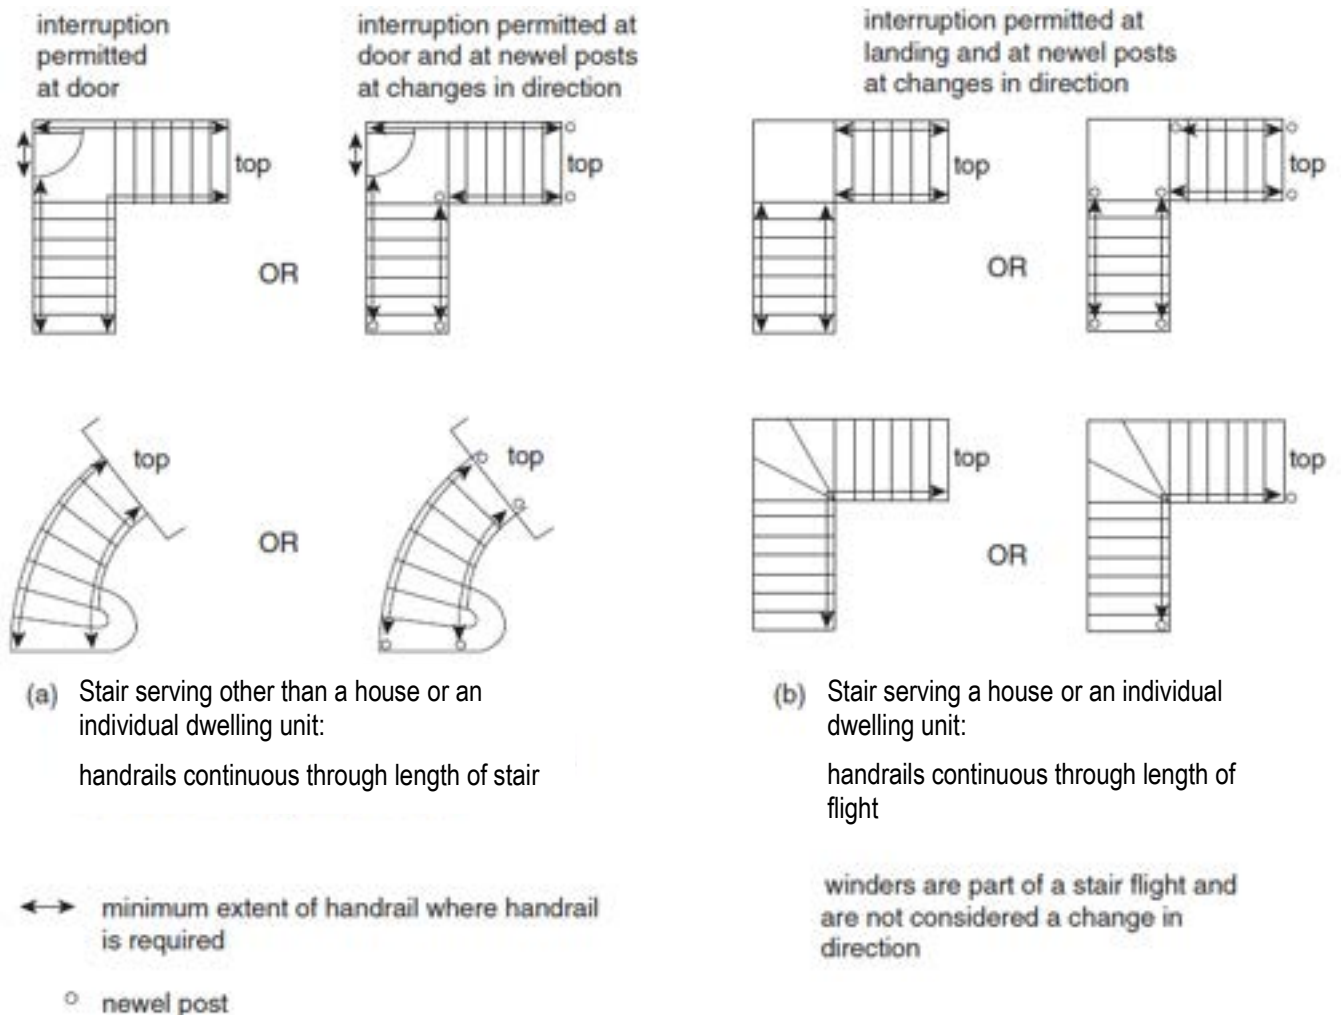 interruption
permitted
at door
interruption permitted at
door and at newel posts
at changes in direction
interruption permitted at
landing and at newel posts
at changes in direction
top
top
top
top
OR
OR
top
top
top
top
OR
OR
(a) Stair serving other than a house or an
individual dwelling unit:
handrails continuous through length of stair
(b) Stair serving a house or an individual
dwelling unit:
handrails continuous through length of
flight
winders are part of a stair flight and
are not considered a change in
direction
minimum extent of handrail where handrail
is required
newel post